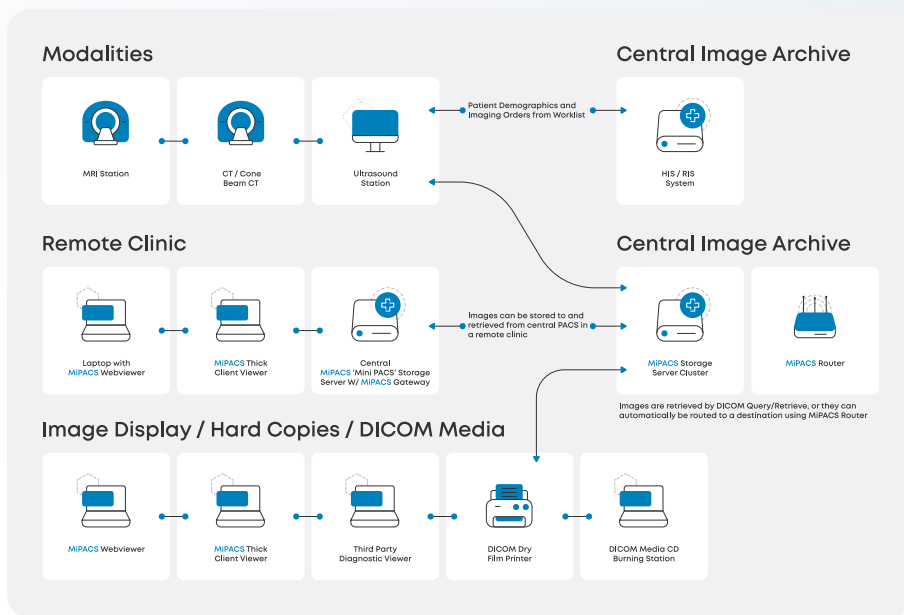 Modalities
MRI Station
CT / Cone
Beam CT
Ultrasound
Station
Patient Demographics and
Imaging Orders from Worklist
Central Image Archive
HIS / RIS
System
Remote Clinic
Laptop with
MiPACS Webviewer
MiPACS Thick
Client Viewer
Central
MiPACS 'Mini PACS' Storage
Server W/ MiPACS Gateway
Images can be stored to and
retrieved from central PACS in
a remote clinic
Central Image Archive
MiPACS Storage
Server Cluster
MiPACS Router
Images are retrieved by DICOM Query/Retrieve, or they can
automatically be routed to a destination using MiPACS Router
Image Display / Hard Copies / DICOM Media
MiPACS Webviewer
MiPACS Thick
Client Viewer
Third Party
Diagnostic Viewer
DICOM Dry
Film Printer
DICOM Media CD
Burning Station